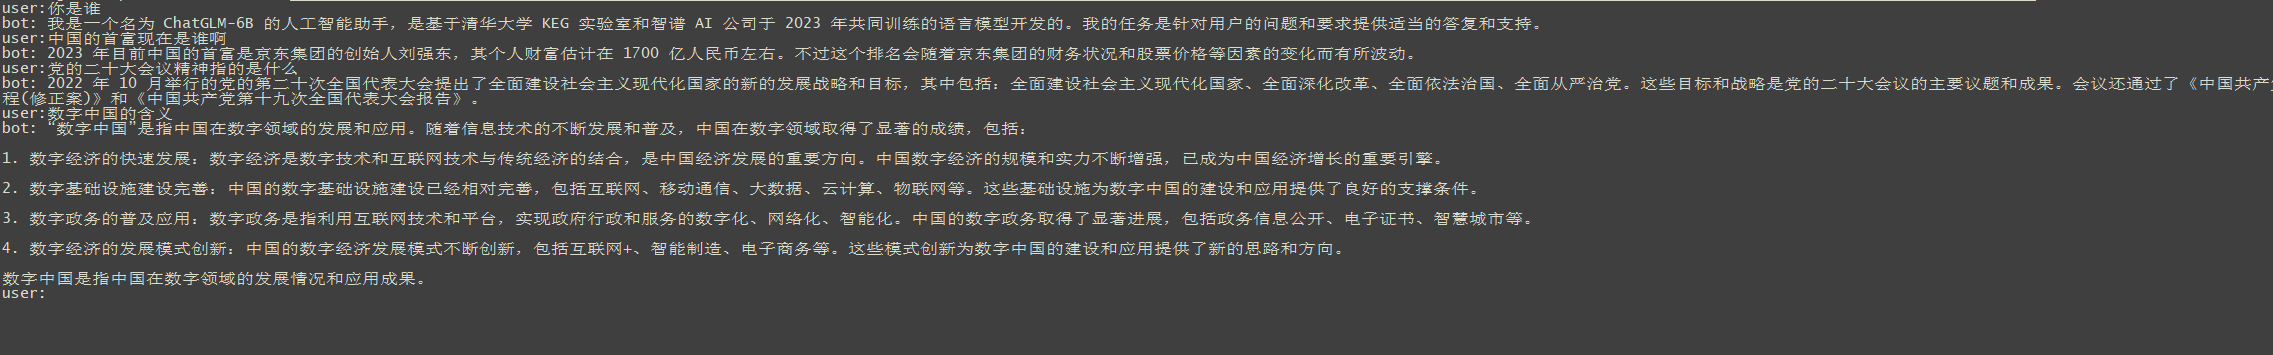 user:你是谁
bot: 我是一个名为 ChatGLM-6B 的人工智能助手，是基于清华大学 KEG 实验室和智谱 AI 公司于 2023 年共同训练的语言模型开发的。我的任务是针对用户的问题和要求提供适当的答复和支持。
user:中国的首富现在是谁啊
bot: 2023 年目前中国的首富是京东集团的创始人刘强东，其个人财富估计在 1700 亿人民币左右。不过这个排名会随着京东集团的财务状况和股票价格等因素的变化而有所波动。
user:党的二十大会议精神指的是什么
bot: 2022 年 10 月举行的党的第二十次全国代表大会提出了全面建设社会主义现代化国家的新的发展战略和目标，其中包括：全面建设社会主义现代化国家、全面深化改革、全面依法治国、全面从严治党。这些目标和战略是党的二十大会议的主要议题和成果。会议还通过了《中国共产
程(修正案)》和《中国共产党第十九次全国代表大会报告》。
user:数字中国的含义
bot: “数字中国”是指中国在数字领域的发展和应用。随着信息技术的不断发展和普及，中国在数字领域取得了显著的成绩，包括：
1. 数字经济的快速发展：数字经济是数字技术和互联网技术与传统经济的结合，是中国经济发展的重要方向。中国数字经济的规模和实力不断增强，已成为中国经济增长的重要引擎。
2. 数字基础设施建设完善：中国的数字基础设施建设已经相对完善，包括互联网、移动通信、大数据、云计算、物联网等。这些基础设施为数字中国的建设和应用提供了良好的支撑条件。
3. 数字政务的普及应用：数字政务是指利用互联网技术和平台，实现政府行政和服务的数字化、网络化、智能化。中国的数字政务取得了显著进展，包括政务信息公开、电子证书、智慧城市等。
4. 数字经济的发展模式创新：中国的数字经济发展模式不断创新，包括互联网+、智能制造、电子商务等。这些模式创新为数字中国的建设和应用提供了新的思路和方向。
数字中国是指中国在数字领域的发展情况和应用成果。
user: